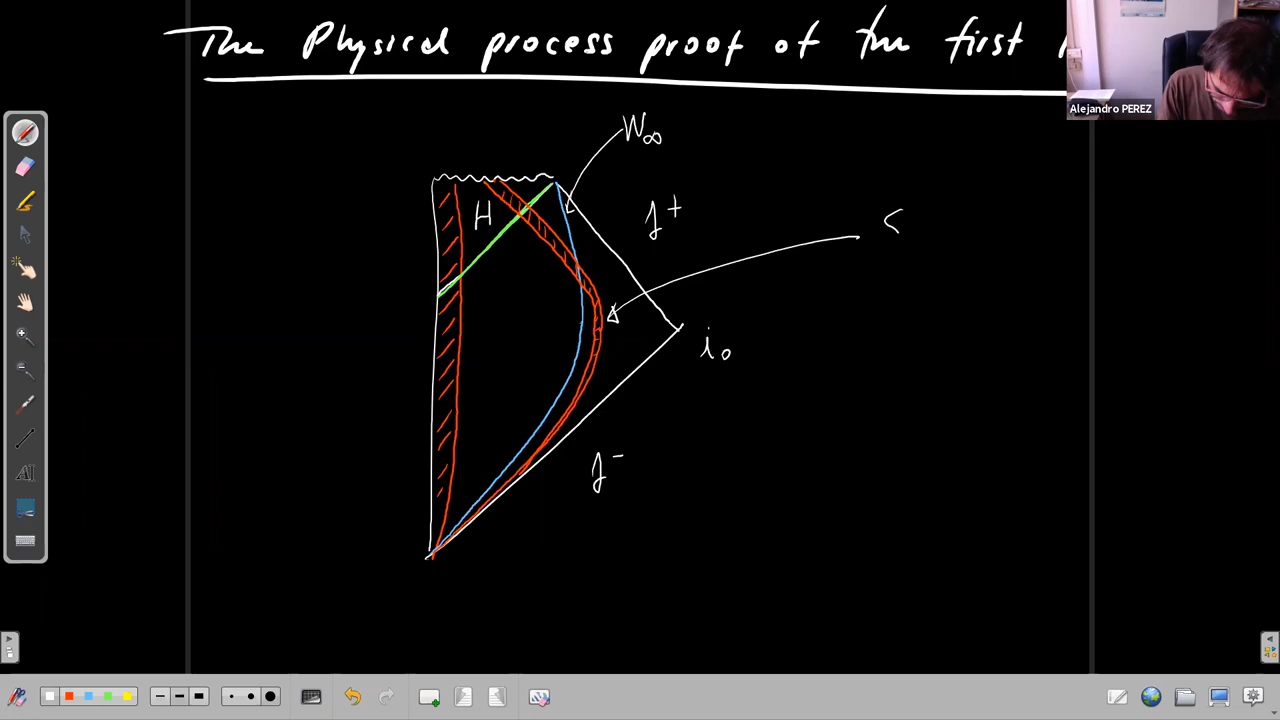 The Physical process proof of the first
Alejandro PEREZ
W∞
H
J+
i0
J-